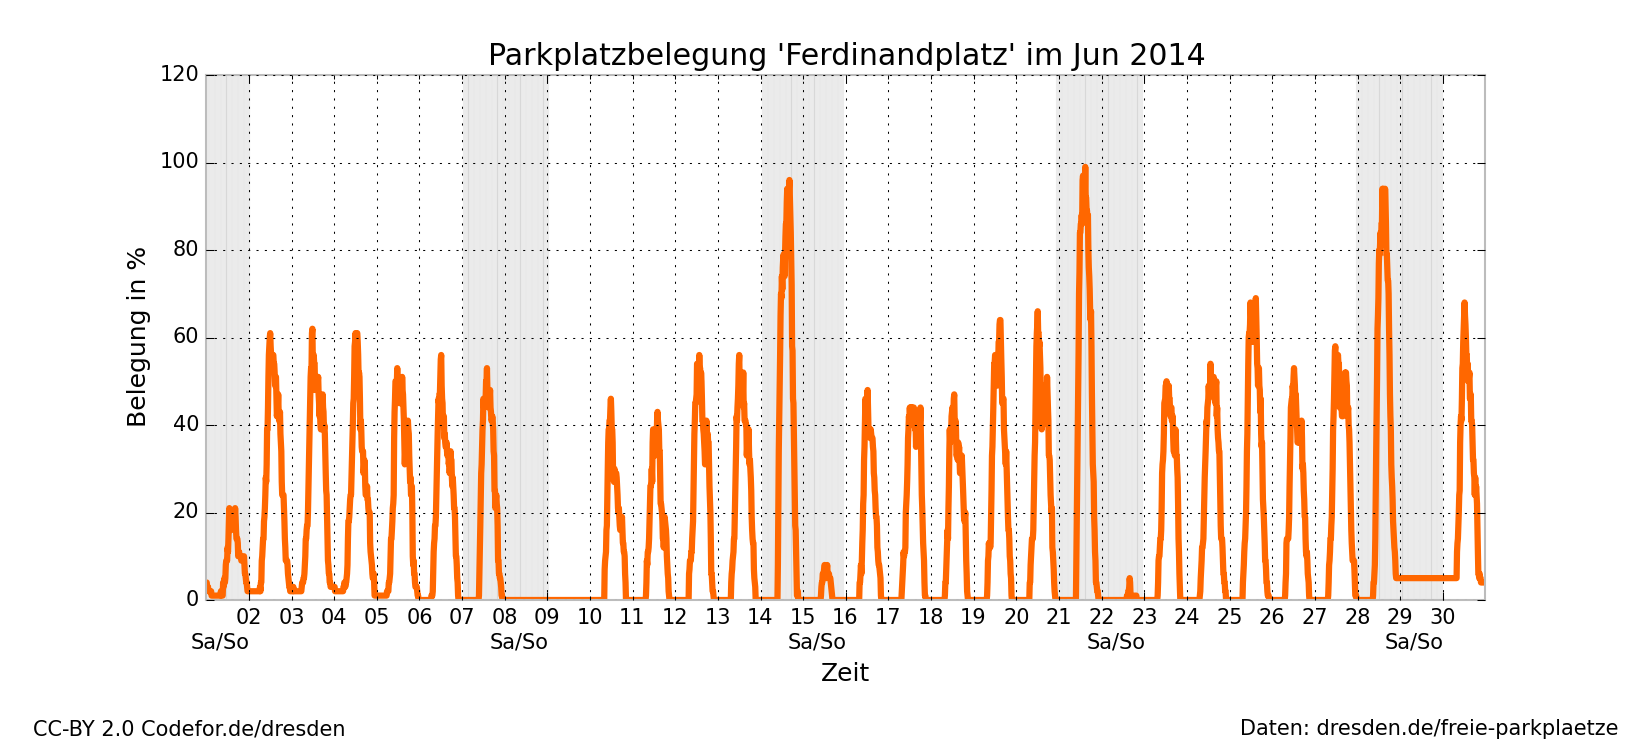 Parkplatzbelegung 'Ferdinandplatz' im Jun 2014
120
100
80
60
40
20
0
Belegung in %
02 03 04 05 06 07 08 09 10 11 12 13 14 15 16 17 18 19 20 21 22 23 24 25 26 27 28 29 30
Sa/So Sa/So Sa/So Sa/So Sa/So
Zeit
CC-BY 2.0 Codefor.de/dresden
Daten: dresden.de/freie-parkplaetze